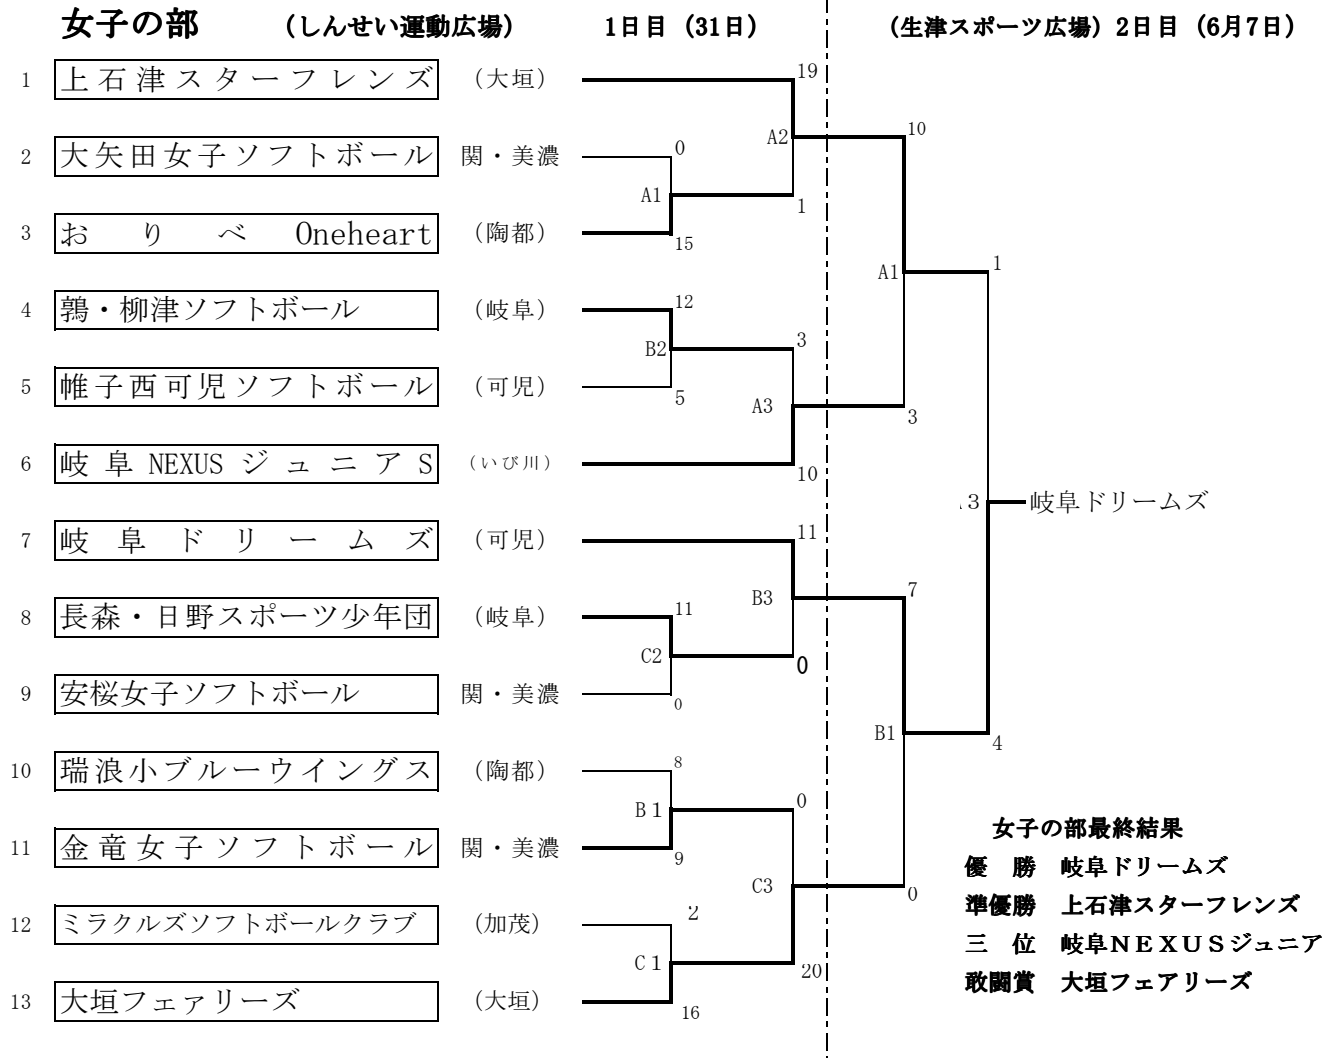 女子の部 (しんせい運動広場) 1日目 (31日) (生津スポーツ広場) 2日目 (6月7日)
1 上石津スターフレンズ (大垣) 19
A2 10
2 大矢田女子ソフトボール 関・美濃 0
A1 1
3 おりべ Oneheart (陶都) 15
A1 1
4 鶉・柳津ソフトボール (岐阜) 12
B2 3
5 帷子西可児ソフトボール (可児) 5
A3 3
6 岐阜 NEXUS ジュニア S (いび川) 10
3 岐阜ドリームズ
7 岐阜ドリームズ (可児) 11
B3 7
8 長森・日野スポーツ少年団 (岐阜) 11
C2 0
9 安桜女子ソフトボール 関・美濃 0
B1 4
10 瑞浪小ブルーウイングス (陶都) 8
B 1 0
11 金竜女子ソフトボール 関・美濃 9
C3 0
12 ミラクルズソフトボールクラブ (加茂) 2
C 1 20
13 大垣フェァリーズ (大垣) 16
女子の部最終結果
優 勝 岐阜ドリームズ
準優勝 上石津スターフレンズ
三 位 岐阜ＮＥＸＵＳジュニア
敢闘賞 大垣フェアリーズ